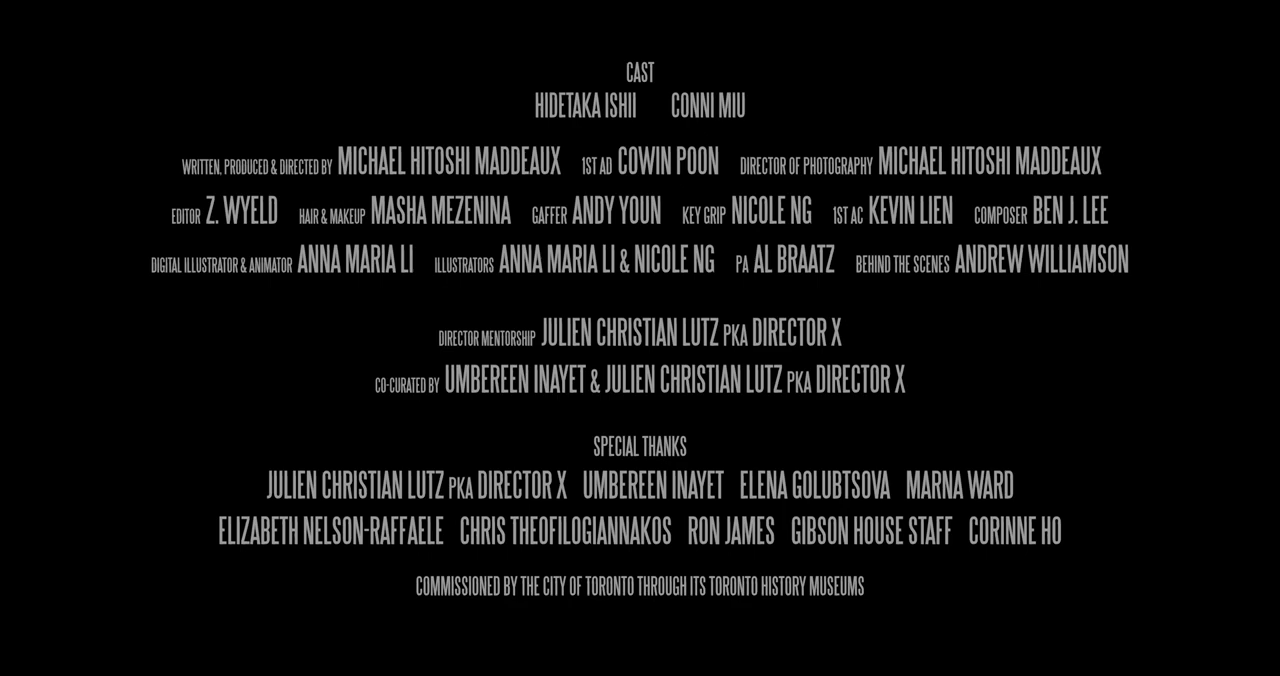 CAST
HIDETAKA ISHII CONNI MIU
WRITTEN, PRODUCED & DIRECTED BY MICHAEL HITOSHI MADDEAUX 1ST AD COWIN POON DIRECTOR OF PHOTOGRAPHY MICHAEL HITOSHI MADDEAUX
EDITOR Z. WYELD HAIR & MAKEUP MASHA MEZENINA GAFFER ANDY YOUN KEY GRIP NICOLE NG 1ST AC KEVIN LIEN COMPOSER BEN J. LEE
DIGITAL ILLUSTRATOR & ANIMATOR ANNA MARIA LI ILLUSTRATORS ANNA MARIA LI & NICOLE NG PA AL BRAATZ BEHIND THE SCENES ANDREW WILLIAMSON
DIRECTOR MENTORSHIP JULIEN CHRISTIAN LUTZ PKA DIRECTOR X
CO-CURATED BY UMBEREEN INAYET & JULIEN CHRISTIAN LUTZ PKA DIRECTOR X
SPECIAL THANKS
JULIEN CHRISTIAN LUTZ PKA DIRECTOR X UMBEREEN INAYET ELENA GOLUBTSOVA MARNA WARD
ELIZABETH NELSON-RAFFAELE CHRIS THEOFILOGIANNAKOS RON JAMES GIBSON HOUSE STAFF CORINNE HO
COMMISSIONED BY THE CITY OF TORONTO THROUGH ITS TORONTO HISTORY MUSEUMS